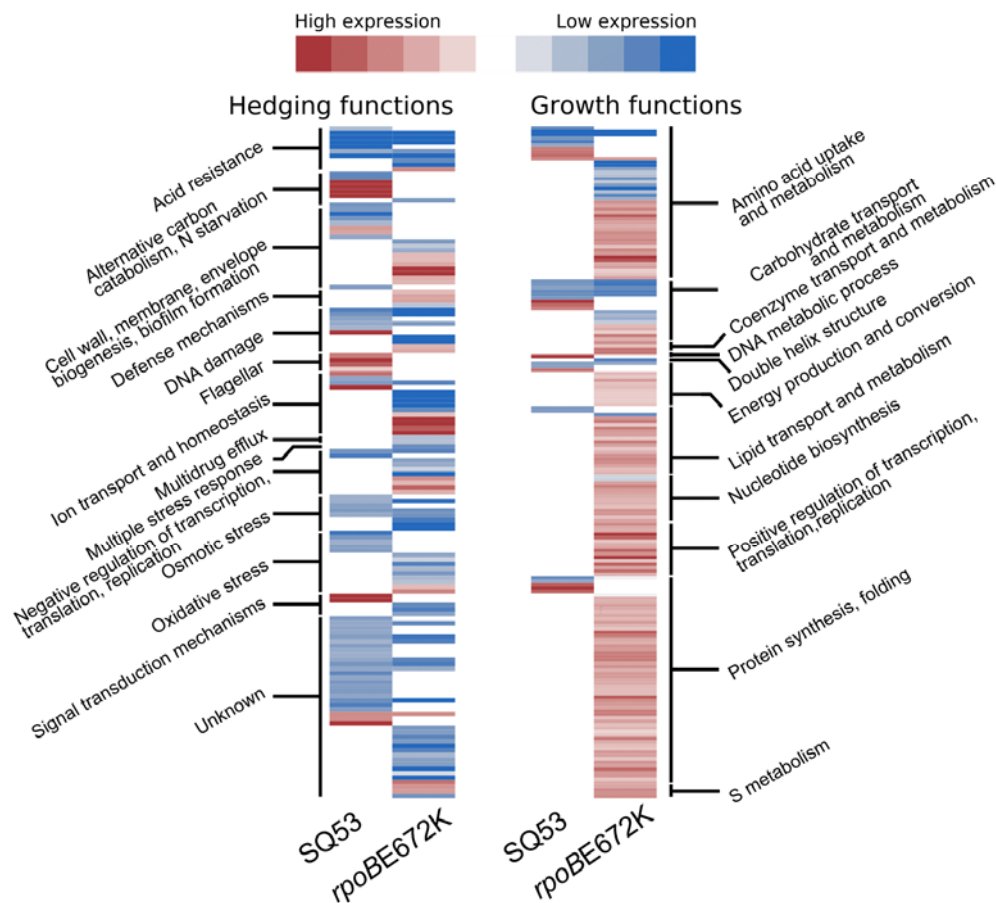 High expression
Low expression
Hedging functions
Growth functions
Acid resistance
Alternative carbon
catabolism, N starvation
Cell wall, membrane, envelope
biogenesis, biofilm formation
Defense mechanisms
DNA damage
Flagellar
Ion transport and homeostasis
Multidrug efflux
Multiple stress response
Negative regulation of transcription,
translation, replication
Osmotic stress
Oxidative stress
Signal transduction mechanisms
Unknown
Amino acid uptake
and metabolism
Carbohydrate transport
and metabolism
Coenzyme transport and metabolism
DNA metabolic process
Double helix structure
Energy production and conversion
Lipid transport and metabolism
Nucleotide biosynthesis
Positive regulation of transcription,
translation,replication
Protein synthesis, folding
S metabolism
SQ53
rpoBE672K
SQ53
rpoBE672K